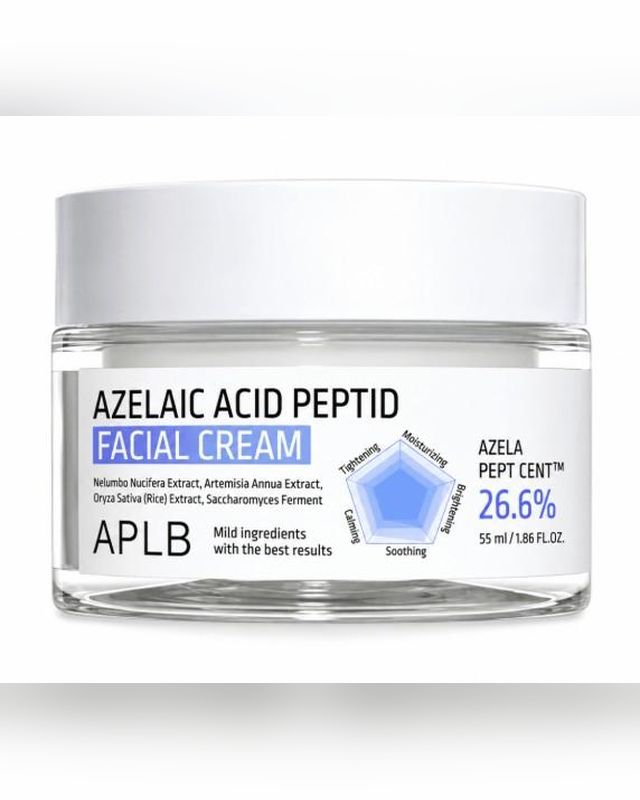 AZELAIC ACID PEPTID
FACIAL CREAM
Nelumbo Nucifera Extract, Artemisia Annua Extract,
Oryza Sativa (Rice) Extract, Saccharomyces Ferment
APLB
Mild ingredients
with the best results
Tightening
Moisturizing
Brightening
Soothing
Calming
AZELA
PEPT CENT™
26.6%
55 ml / 1.86 FL.OZ.